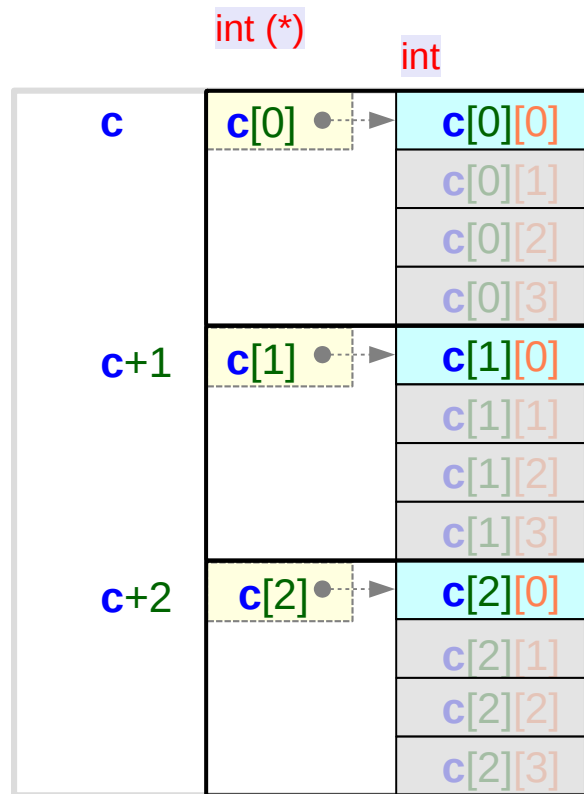 int (*)
int
c c[0] c[0][0]
c[0][1]
c[0][2]
c[0][3]
c+1 c[1] c[1][0]
c[1][1]
c[1][2]
c[1][3]
c+2 c[2] c[2][0]
c[2][1]
c[2][2]
c[2][3]